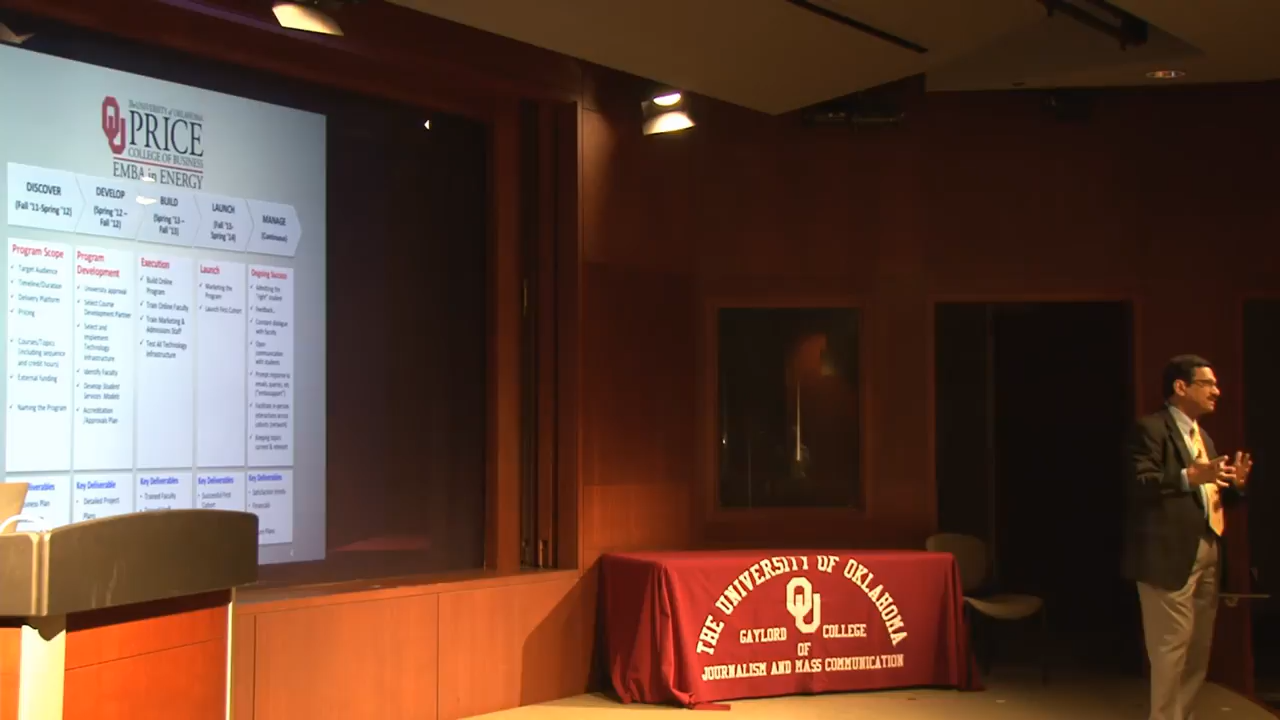 The UNIVERSITY of OKLAHOMA
PRICE
COLLEGE OF BUSINESS
EMBA in ENERGY
DISCOVER
(Fall '11-Spring '12)
DEVELOP
(Spring '12 –
Fall '12)
BUILD
(Spring '13 –
Fall '13)
LAUNCH
(Fall '13-
Spring '14)
MANAGE
(Continuous)
Program Scope
✓ Target Audience
✓ Timeline/Duration
✓ Delivery Platform
✓ Pricing
✓ Courses/Topics
(including sequence
and credit hours)
✓ External funding
✓ Naming the Program
Program
Development
✓ University approval
✓ Select Course
Development Partner
✓ Select and
Implement
Technology
Infrastructure
✓ Identify Faculty
✓ Develop Student
Services Models
✓ Accreditation
/Approvals Plan
Execution
✓ Build Online
Program
✓ Train Online Faculty
✓ Train Marketing &
Admissions Staff
✓ Test All Technology
Infrastructure
Launch
✓ Marketing the
Program
✓ Launch First Cohort
Ongoing Success
✓ Admitting the
"right" student
✓ Feedback..
✓ Constant dialogue
with faculty
✓ Open
communication
with students
✓ Prompt response to
emails, queries, etc
("embasupport")
✓ Facilitate in-person
interactions across
cohorts (network)
✓ Keeping topics
current & relevant
Key Deliverables
- Detailed Project
Plans
Key Deliverables
- Trained Faculty
Key Deliverables
- Successful First
Cohort
Key Deliverables
- Satisfaction trends
- Financials
THE UNIVERSITY OF OKLAHOMA
OU
GAYLORD COLLEGE
OF
JOURNALISM AND MASS COMMUNICATION